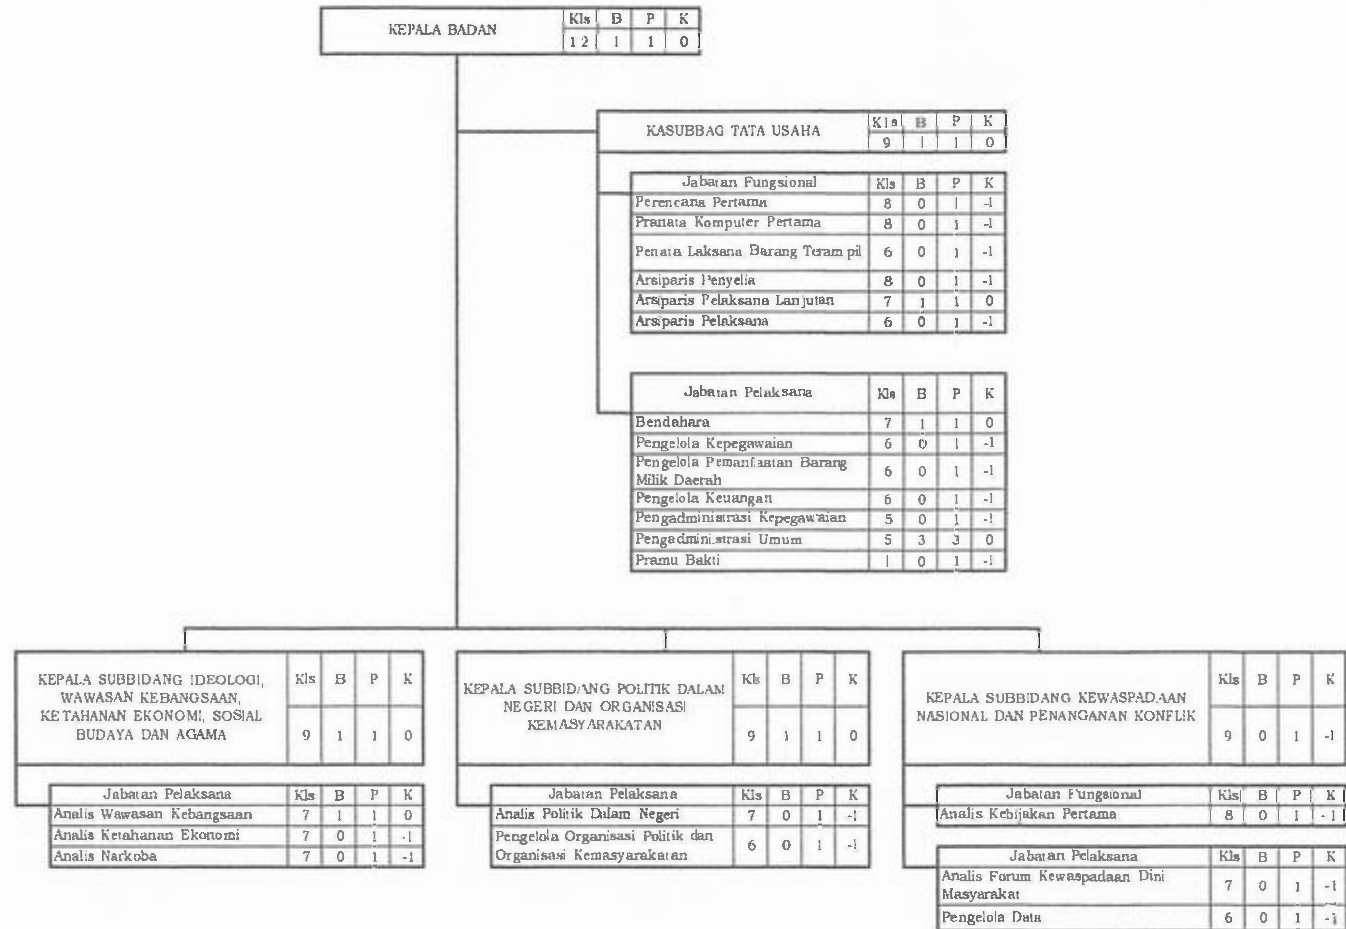 KEPALA BADAN Kls B P K
12 1 1 0
KASUBBAG TATA USAHA Kls B P K
9 1 1 0
Jabatan Fungsional Kls B P K
Perencana Pertama 8 0 1 -1
Pranata Komputer Pertama 8 0 1 -1
Penata Laksana Barang Terampil 6 0 1 -1
Arsiparis Penyelia 8 0 1 -1
Arsiparis Pelaksana Lanjutan 7 1 1 0
Arsiparis Pelaksana 6 0 1 -1
Jabatan Pelaksana Kls B P K
Bendahara 7 1 1 0
Pengelola Kepegawaian 6 0 1 -1
Pengelola Pemanfaatan Barang
Milik Daerah 6 0 1 -1
Pengelola Keuangan 6 0 1 -1
Pengadministrasi Kepegawaian 5 0 1 -1
Pengadministrasi Umum 5 3 3 0
Pramu Bakti 1 0 1 -1
KEPALA SUBBIDANG IDEOLOGI,
WAWASAN KEBANGSAAN,
KETAHANAN EKONOMI, SOSIAL
BUDAYA DAN AGAMA
Kls B P K
9 1 1 0
Jabatan Pelaksana Kls B P K
Analis Wawasan Kebangsaan 7 1 1 0
Analis Ketahanan Ekonomi 7 0 1 -1
Analis Narkoba 7 0 1 -1
KEPALA SUBBIDANG POLITIK DALAM
NEGERI DAN ORGANISASI
KEMASYARAKATAN
Kls B P K
9 1 1 0
Jabatan Pelaksana Kls B P K
Analis Politik Dalam Negeri 7 0 1 -1
Pengelola Organisasi Politik dan
Organisasi Kemasyarakatan 6 0 1 -1
KEPALA SUBBIDANG KEWASPADAAN
NASIONAL DAN PENANGANAN KONFLIK
Kls B P K
9 0 1 -1
Jabatan Fungsional Kls B P K
Analis Kebijakan Pertama 8 0 1 -1
Jabatan Pelaksana Kls B P K
Analis Forum Kewaspadaan Dini
Masyarakat 7 0 1 -1
Pengelola Data 6 0 1 -1